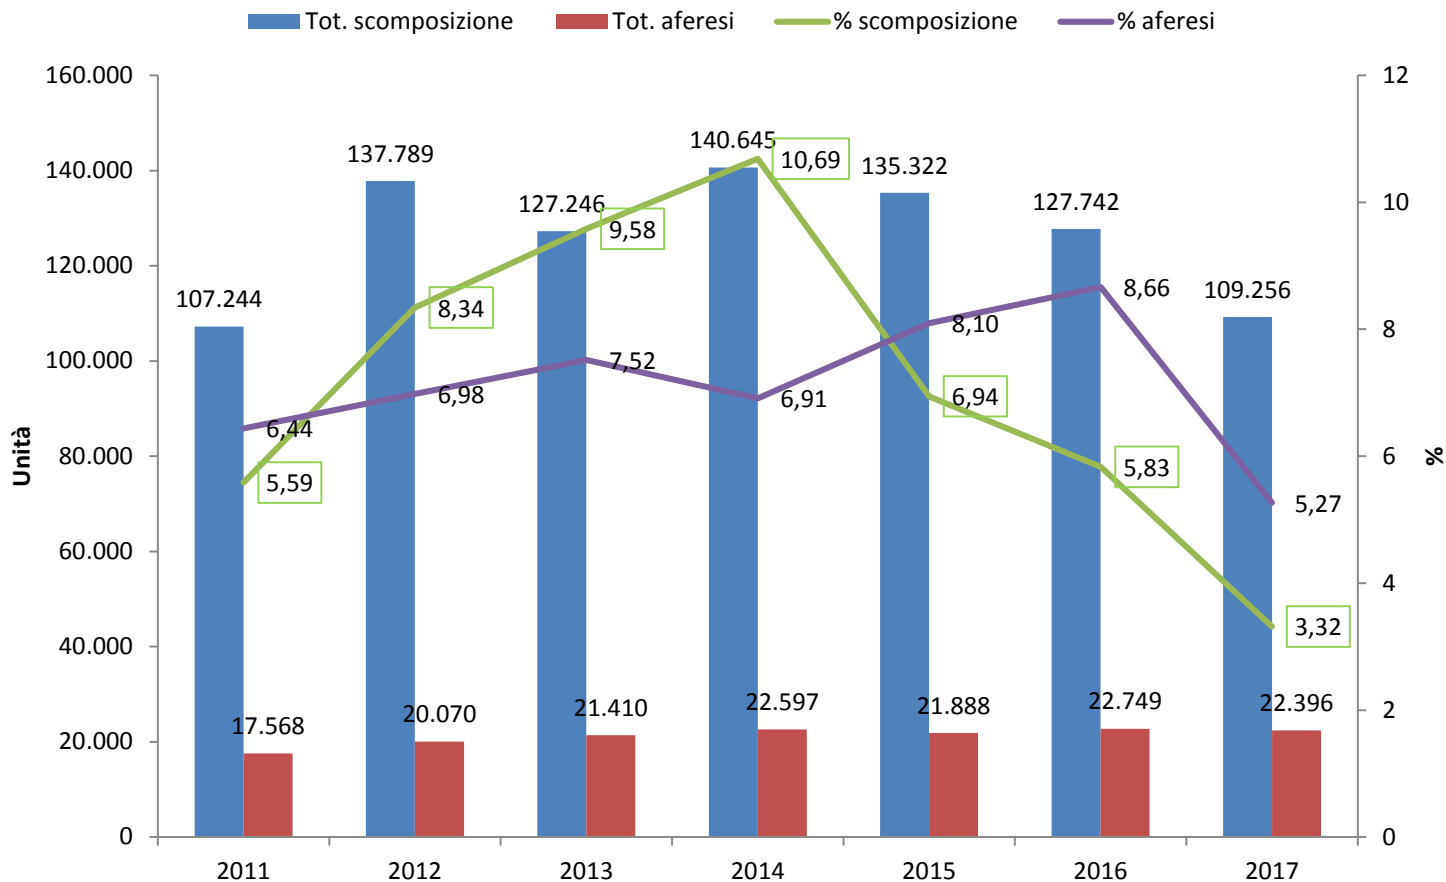 Tot. scomposizione Tot. aferesi % scomposizione % aferesi
160.000 12
140.645
137.789 10,69
140.000 135.322
127.246 127.742 10
9,58
120.000
107.244 8,34 8,66 109.256
8,10 8
100.000 7,52
6,98 6,91 6,94
6,44
80.000 5,59 5,83 6
Unità %
5,27
60.000
4
40.000 3,32
17.568 20.070 21.410 22.597 21.888 22.749 22.396
20.000 2
0 0
2011 2012 2013 2014 2015 2016 2017